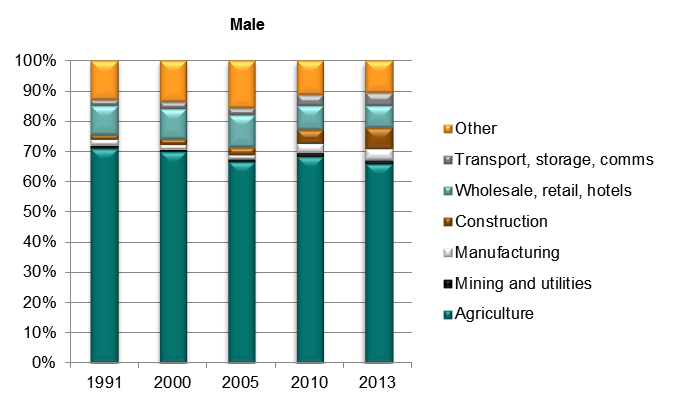 Male
100%
90%
80%
70%
60%
50%
40%
30%
20%
10%
0%
1991 2000 2005 2010 2013
Other
Transport, storage, comms
Wholesale, retail, hotels
Construction
Manufacturing
Mining and utilities
Agriculture